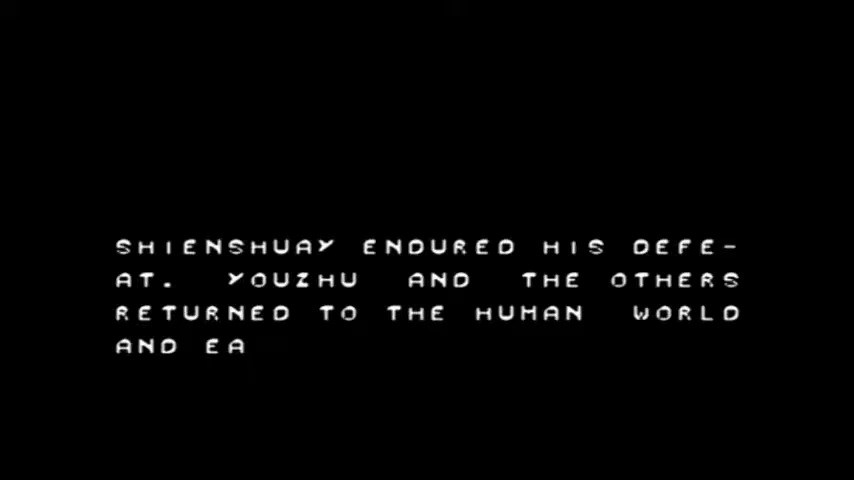 SHIENSHUAY ENDURED HIS DEFE-
AT. YOUZHU AND THE OTHERS
RETURNED TO THE HUMAN WORLD
AND EA